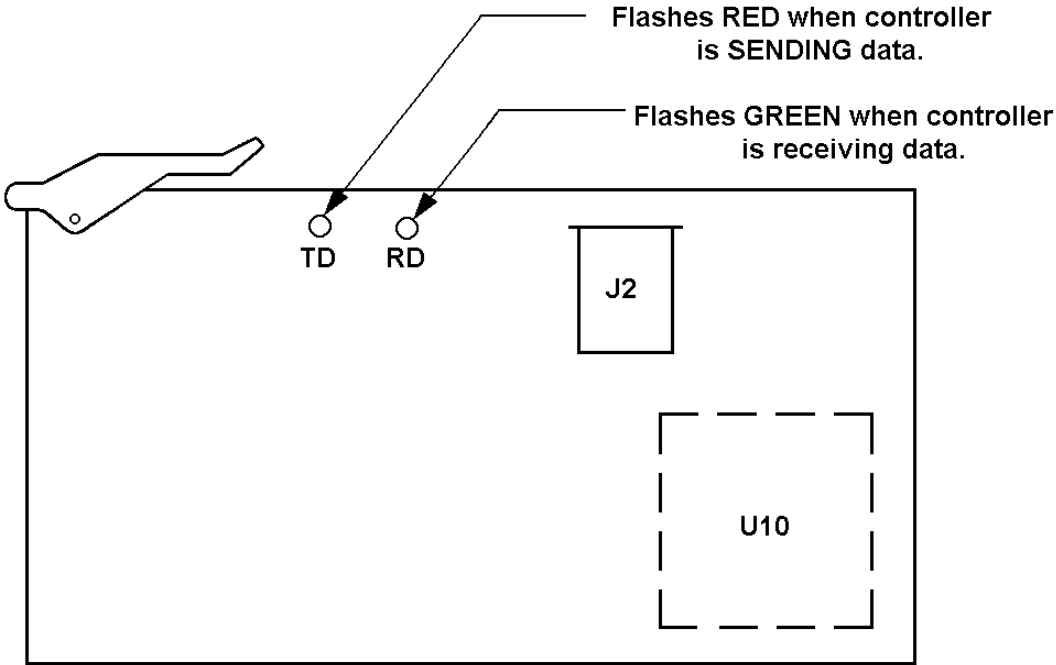 Flashes RED when controller
is SENDING data.
Flashes GREEN when controller
is receiving data.
TD
RD
J2
U10